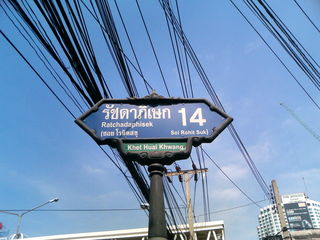 รัชดาภิเษก 14
Ratchadaphisek
(ซอย โรหิตสุข) Soi Rohit Suk)
Khet Huai Khwang